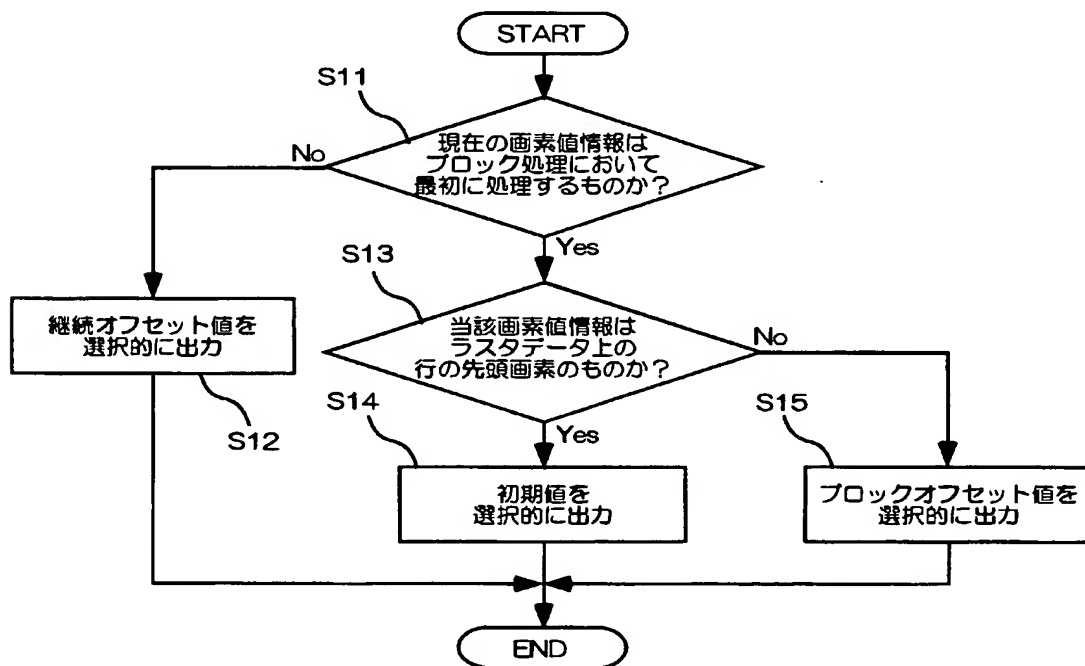 START
S11
現在の画素値情報は
ブロック処理において
最初に処理するものか?
No
Yes
S13
継続オフセット値を
選択的に出力
S12
当該画素値情報は
ラスタデータ上の
行の先頭画素のものか?
No
Yes
S14
S15
初期値を
選択的に出力
ブロックオフセット値を
選択的に出力
END